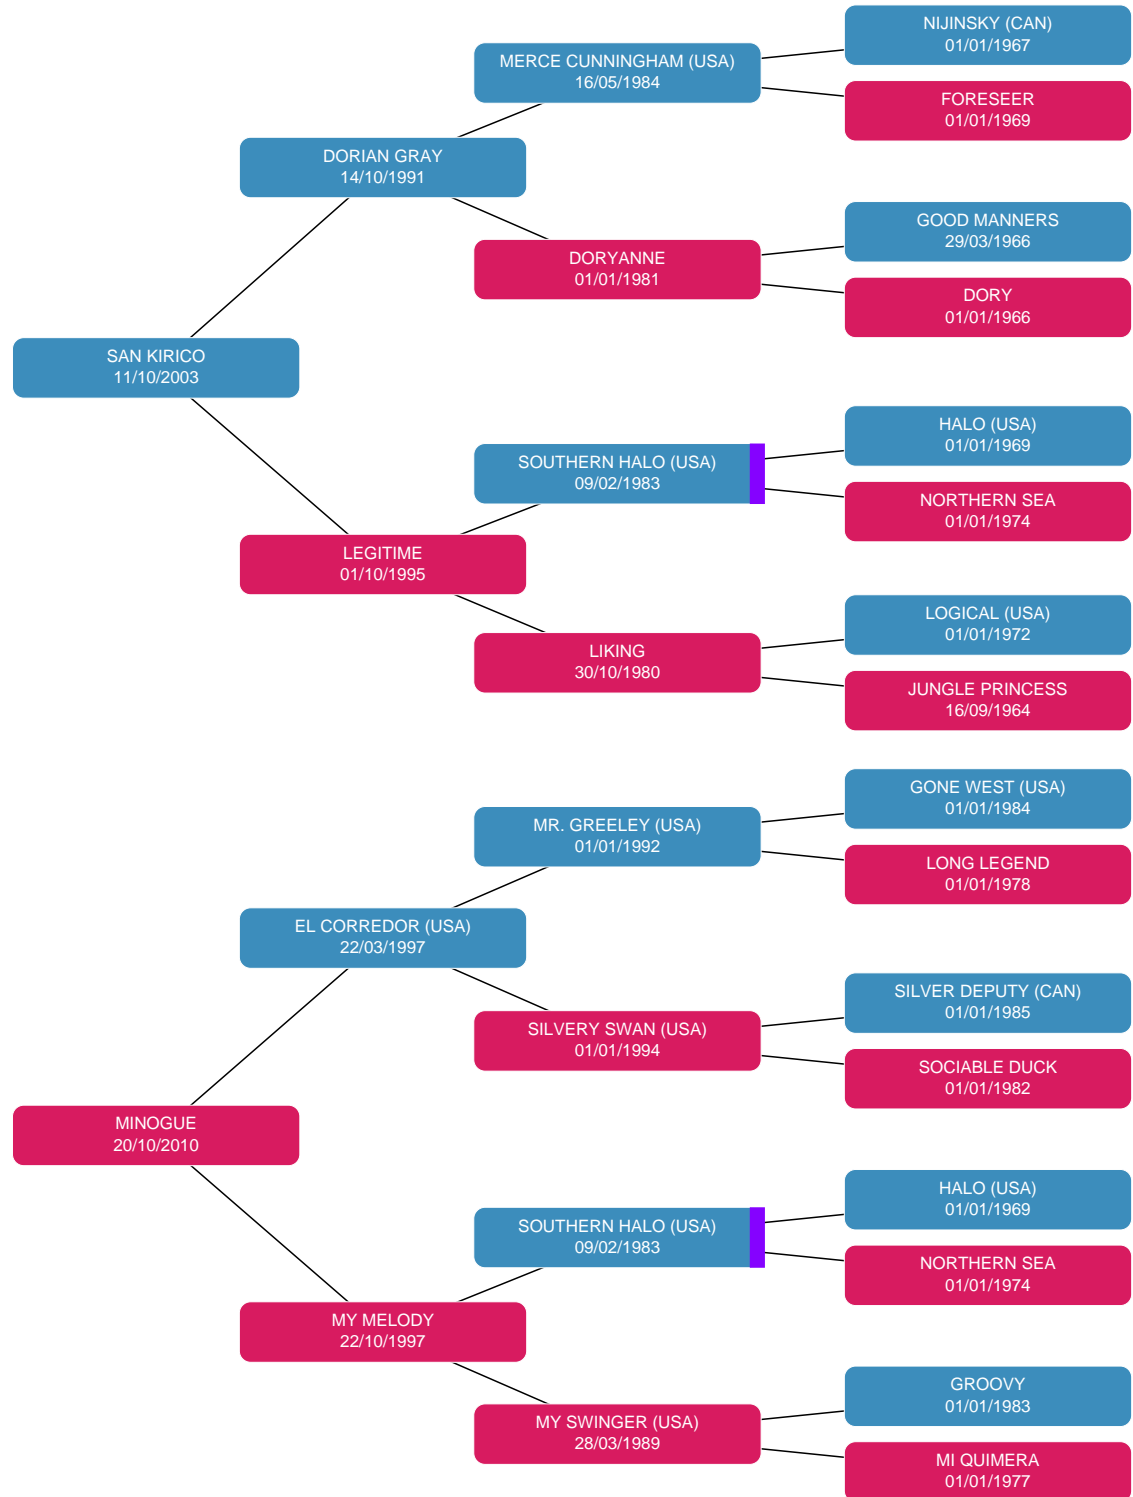 NIJINSKY (CAN)
01/01/1967
MERCE CUNNINGHAM (USA)
16/05/1984
FORESEER
01/01/1969
DORIAN GRAY
14/10/1991
GOOD MANNERS
29/03/1966
DORYANNE
01/01/1981
DORY
01/01/1966
SAN KIRICO
11/10/2003
HALO (USA)
01/01/1969
SOUTHERN HALO (USA)
09/02/1983
NORTHERN SEA
01/01/1974
LEGITIME
01/10/1995
LOGICAL (USA)
01/01/1972
LIKING
30/10/1980
JUNGLE PRINCESS
16/09/1964
GONE WEST (USA)
01/01/1984
MR. GREELEY (USA)
01/01/1992
LONG LEGEND
01/01/1978
EL CORREDOR (USA)
22/03/1997
SILVER DEPUTY (CAN)
01/01/1985
SILVERY SWAN (USA)
01/01/1994
SOCIABLE DUCK
01/01/1982
MINOGUE
20/10/2010
HALO (USA)
01/01/1969
SOUTHERN HALO (USA)
09/02/1983
NORTHERN SEA
01/01/1974
MY MELODY
22/10/1997
GROOVY
01/01/1983
MY SWINGER (USA)
28/03/1989
MI QUIMERA
01/01/1977